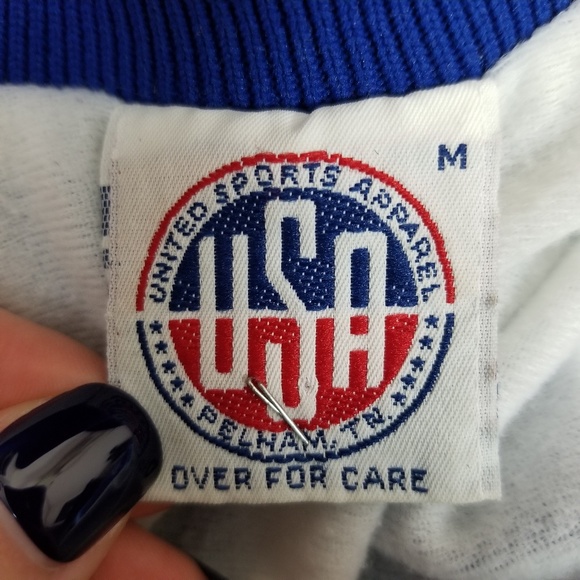 M
UNITED SPORTS APPAREL
USA
PELHAM, TN
OVER FOR CARE